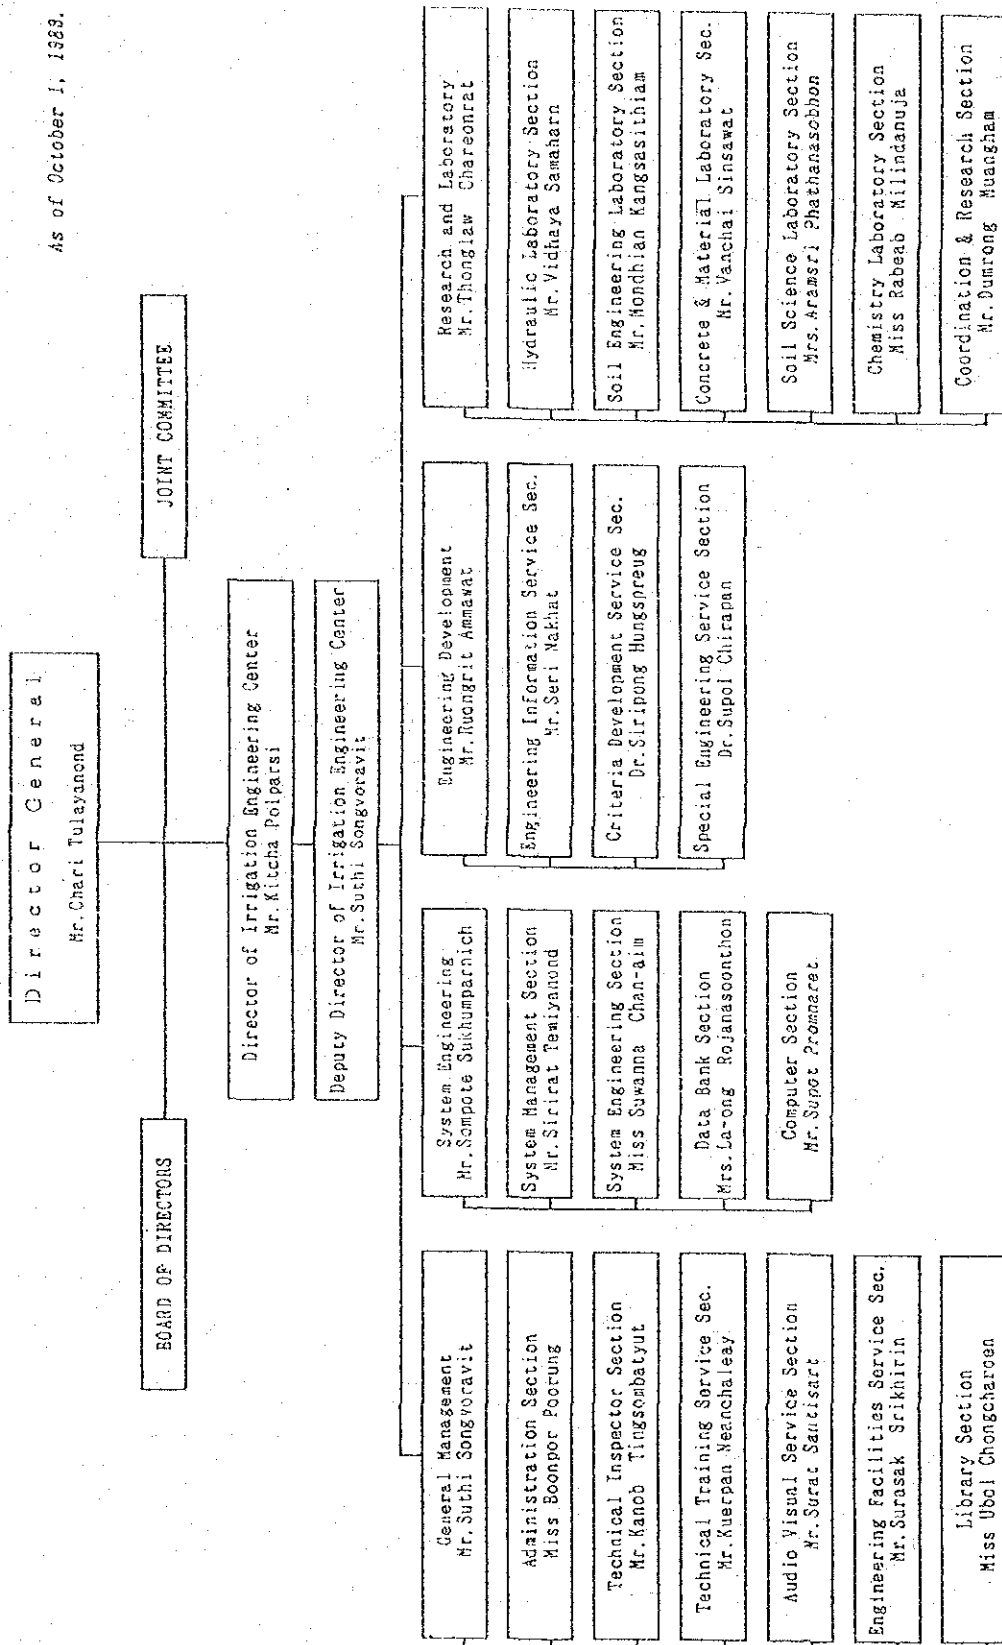 As of October 1, 1989.
Director General
Mr.Chari Tulayanond
BOARD OF DIRECTORS
JOINT COMMITTEE
Director of Irrigation Engineering Center
Mr.Kitcha Polparsi
Deputy Director of Irrigation Engineering Center
Mr.Suthi Songvoravit
General Management
Mr.Suthi Songvoravit
Administration Section
Miss Boonpor Poorung
Technical Inspector Section
Mr.Kanob Tingsombatyut
Technical Training Service Sec.
Mr.Kuerpan Neanchaleay
Audio Visual Service Section
Mr.Surat Santisart
Engineering Facilities Service Sec.
Mr.Surasak Srikhirin
Library Section
Miss Ubol Chongcharoen
System Engineering
Mr.Sompote Sukhumparnich
System Management Section
Mr.Sirirat Temiyanond
System Engineering Section
Miss Suwanna Chan-aim
Data Bank Section
Mrs.La-ong Rojanasoonthon
Computer Section
Mr.Supot Promnaret.
Engineering Development
Mr.Ruongrit Ammawat
Engineering Information Service Sec.
Mr.Seri Nakhat
Criteria Development Service Sec.
Dr.Siripong Hungspreug
Special Engineering Service Section
Dr.Supol Chirapan
Research and Laboratory
Mr.Thonglaw Chareonrat
Hydraulic Laboratory Section
Mr.Vidhaya Samaharn
Soil Engineering Laboratory Section
Mr.Mondhian Kangsasithiam
Concrete & Material Laboratory Sec.
Mr.Vanchai Sinsawat
Soil Science Laboratory Section
Mrs.Aramsri Phathanasobhon
Chemistry Laboratory Section
Miss Rabeab Milindanuja
Coordination & Research Section
Mr.Dumrong Muangham